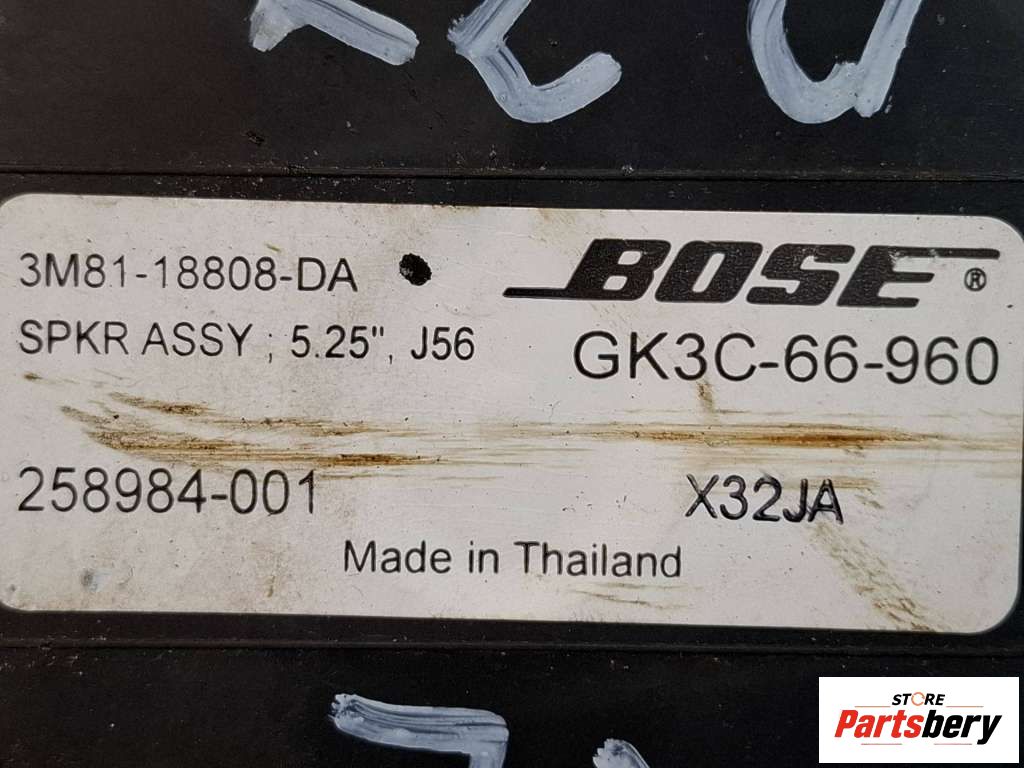 3M81-18808-DA
BOSE®
SPKR ASSY ; 5.25", J56
GK3C-66-960
258984-001
X32JA
Made in Thailand
STORE
Partsbery